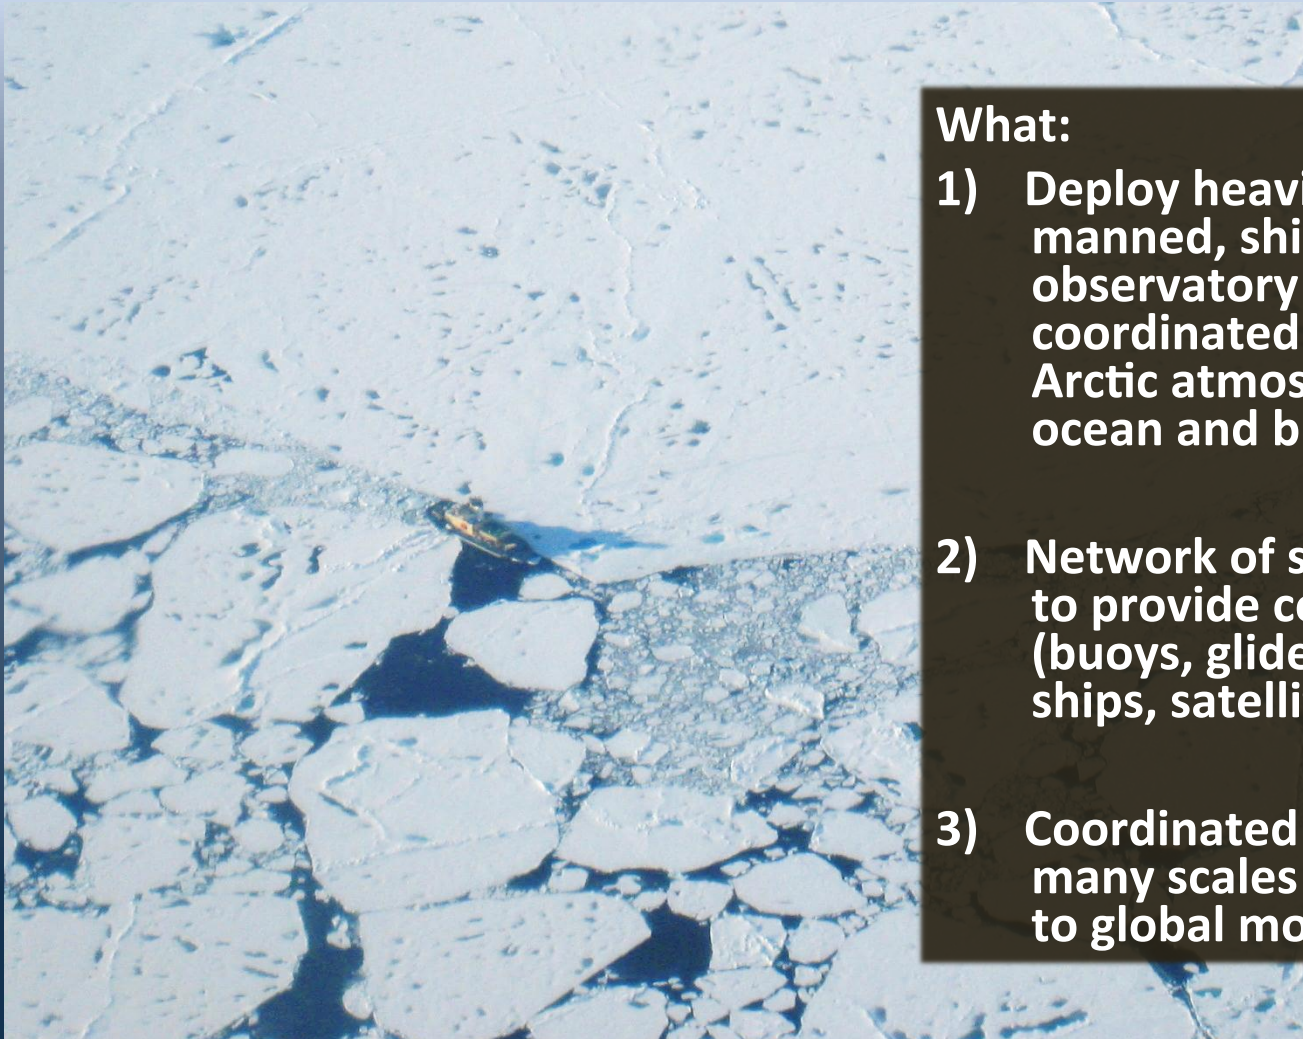 What:
1) Deploy heavi
manned, shi
observatory
coordinated
Arctic atmos
ocean and b
2) Network of s
to provide c
(buoys, glide
ships, satelli
3) Coordinated
many scales
to global mo